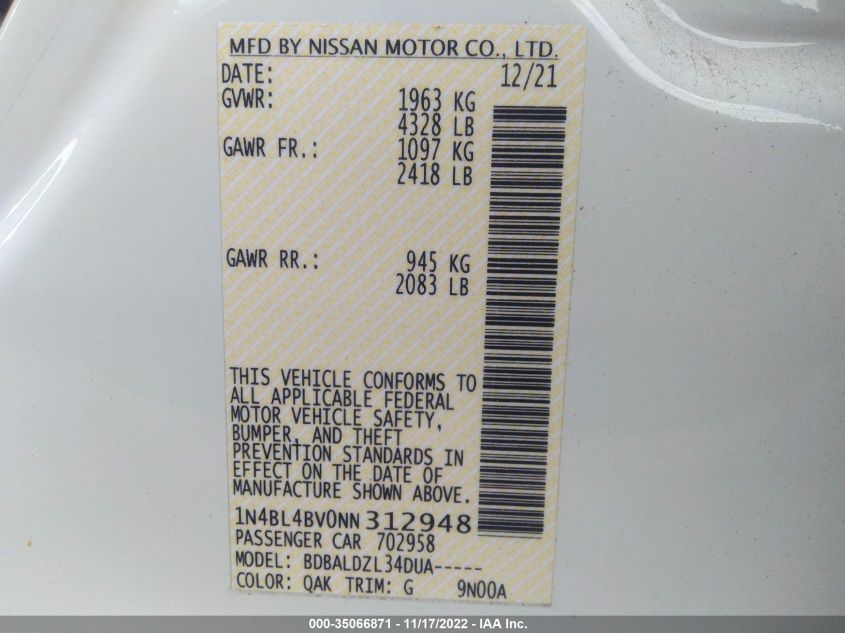 MFD BY NISSAN MOTOR CO., LTD.
DATE: 12/21
GVWR: 1963 KG
4328 LB
GAWR FR.: 1097 KG
2418 LB
GAWR RR.: 945 KG
2083 LB
THIS VEHICLE CONFORMS TO
ALL APPLICABLE FEDERAL
MOTOR VEHICLE SAFETY,
BUMPER, AND THEFT
PREVENTION STANDARDS IN
EFFECT ON THE DATE OF
MANUFACTURE SHOWN ABOVE.
1N4BL4BV0NN312948
PASSENGER CAR 702958
MODEL: BDBALDZL34DUA-----
COLOR: QAK TRIM: G 9N00A
000-35066871 - 11/17/2022 - IAA Inc.